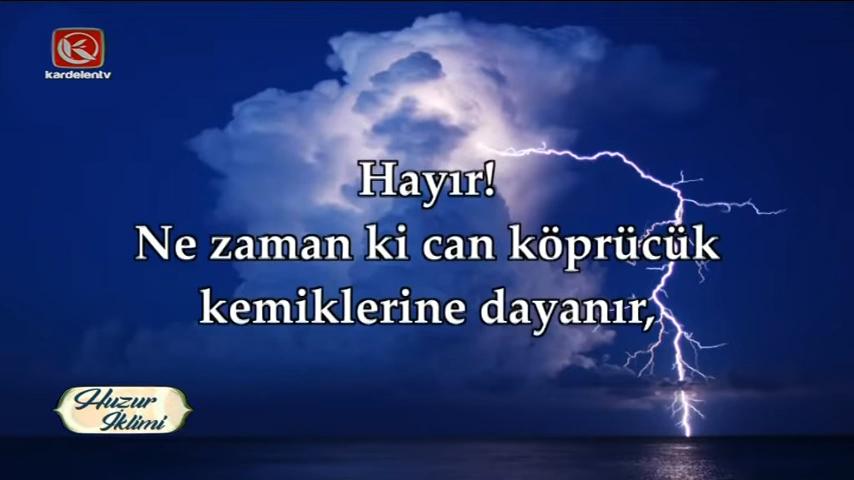 kardelentv
Hayır!
Ne zaman ki can köprücük
kemiklerine dayanır,
Huzur
İklimi